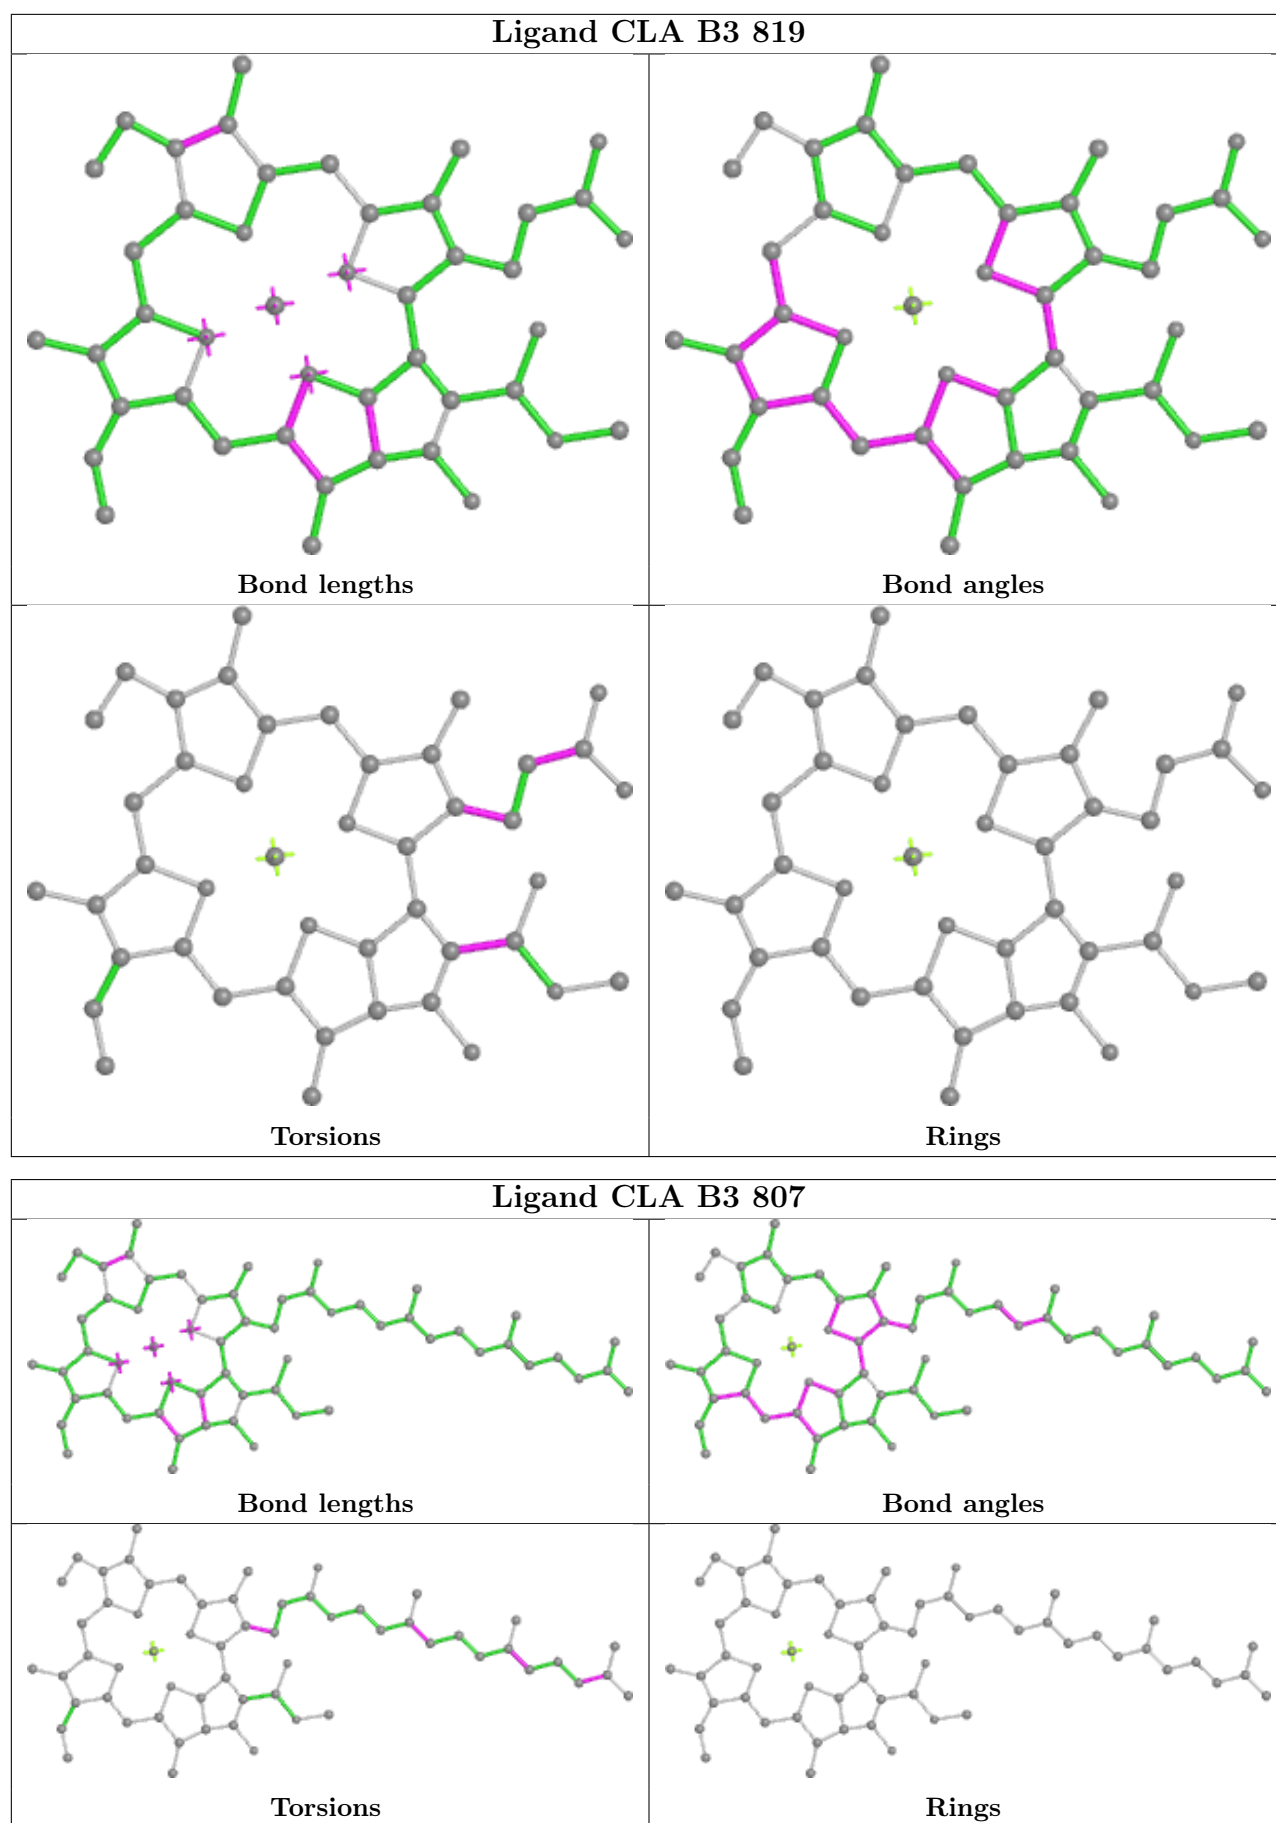 Ligand CLA B3 819
Bond lengths
Bond angles
Torsions
Rings
Ligand CLA B3 807
Bond lengths
Bond angles
Torsions
Rings